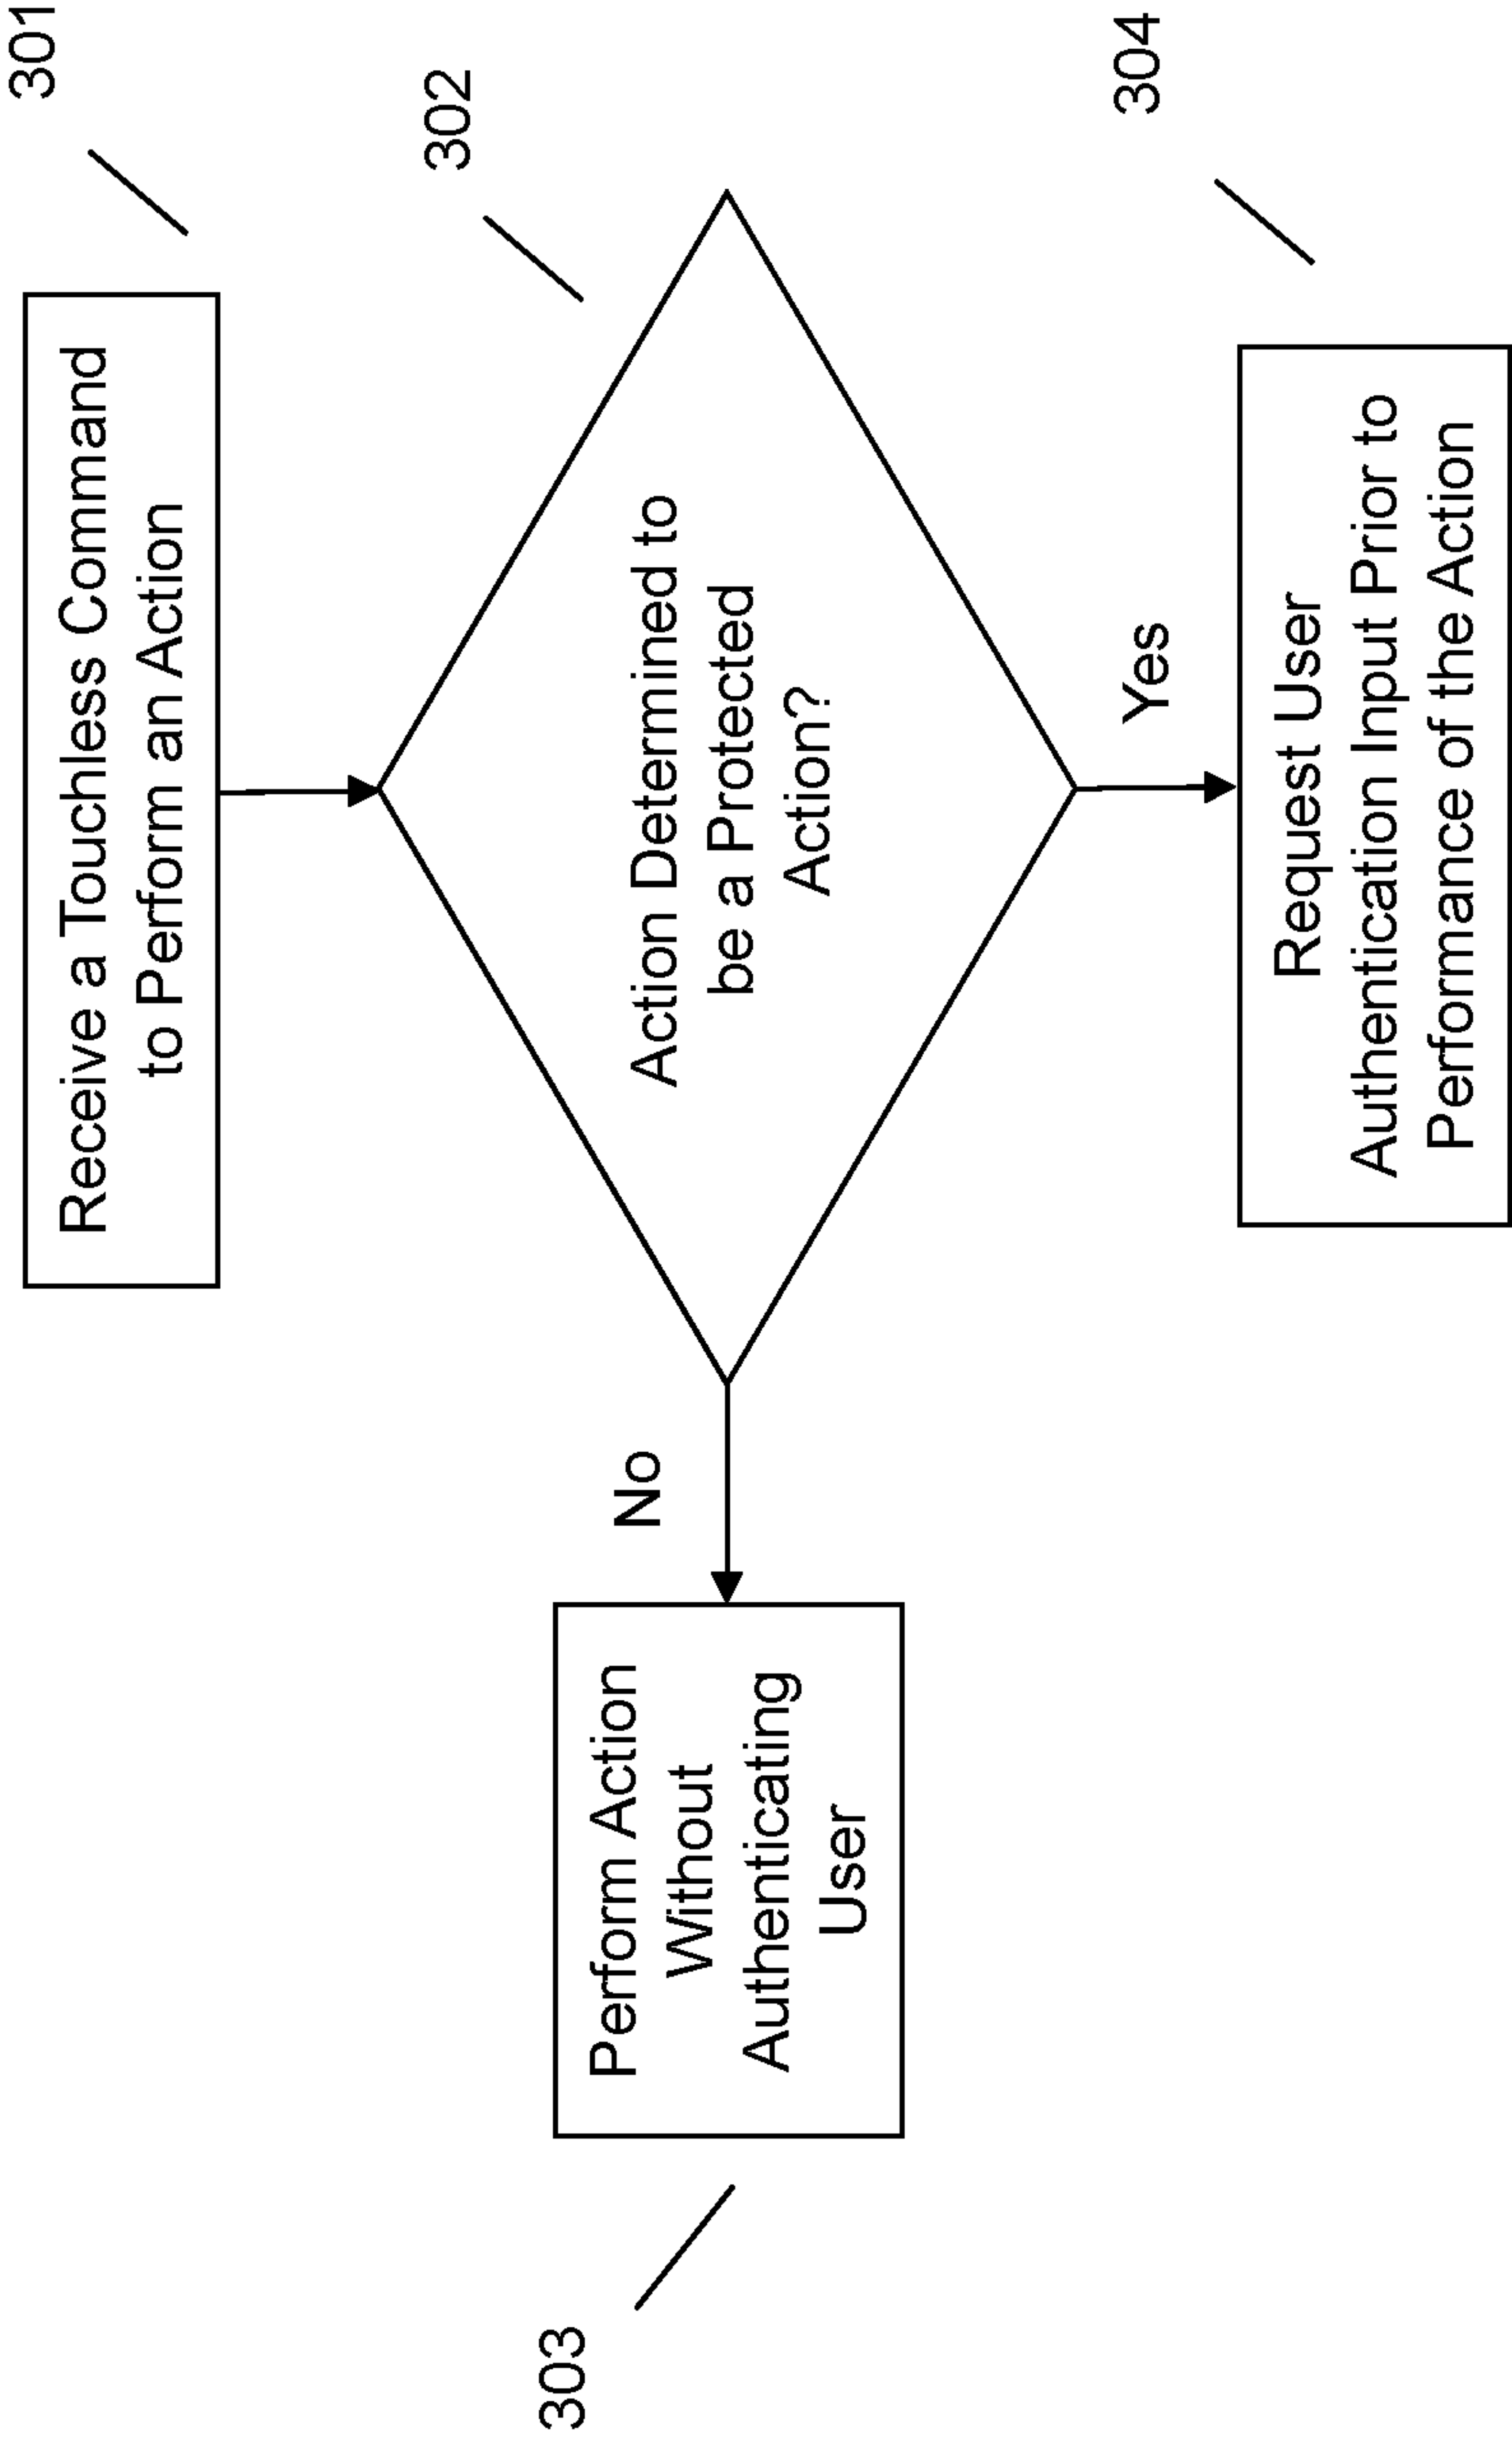 301
Receive a Touchless Command
to Perform an Action
302
Action Determined to
be a Protected
Action?
No
Perform Action
Without
Authenticating
User
303
Yes
304
Request User
Authentication Input Prior to
Performance of the Action